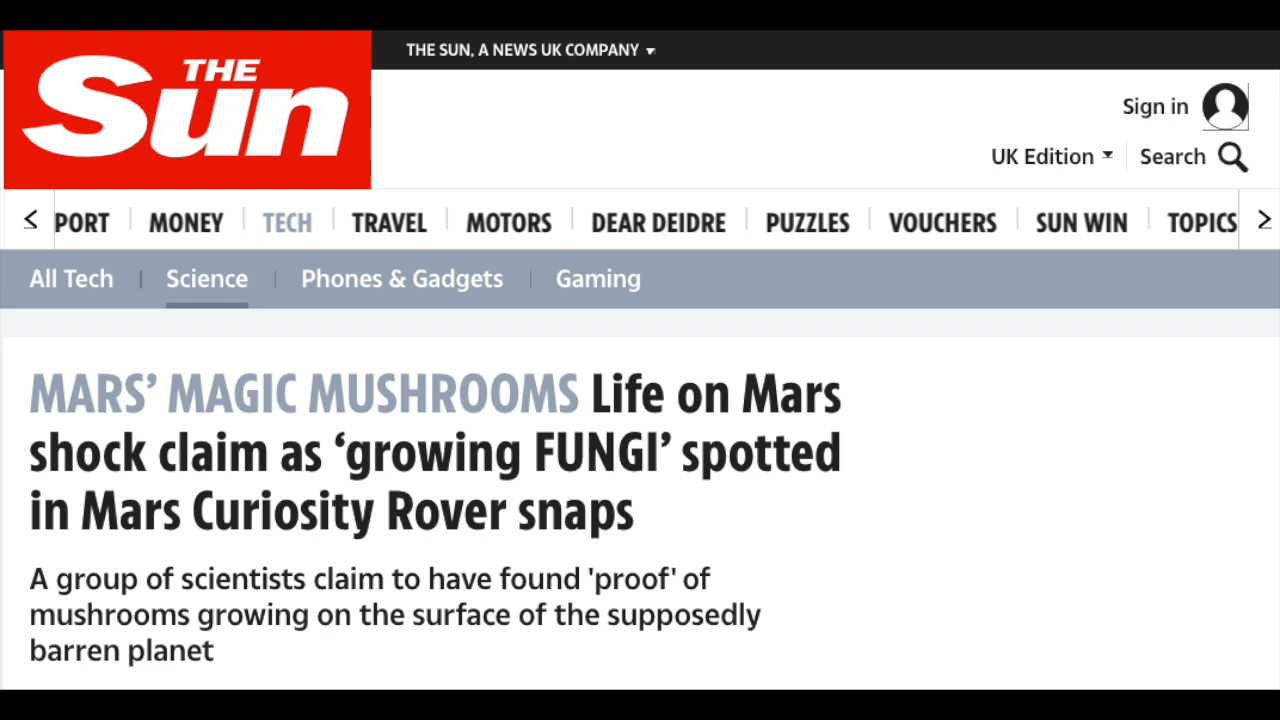 THE SUN, A NEWS UK COMPANY
THE
Sun
Sign in
UK Edition
Search
PORT
MONEY
TECH
TRAVEL
MOTORS
DEAR DEIDRE
PUZZLES
VOUCHERS
SUN WIN
TOPICS
All Tech
Science
Phones & Gadgets
Gaming
MARS’ MAGIC MUSHROOMS Life on Mars
shock claim as ‘growing FUNGI’ spotted
in Mars Curiosity Rover snaps
A group of scientists claim to have found 'proof' of
mushrooms growing on the surface of the supposedly
barren planet